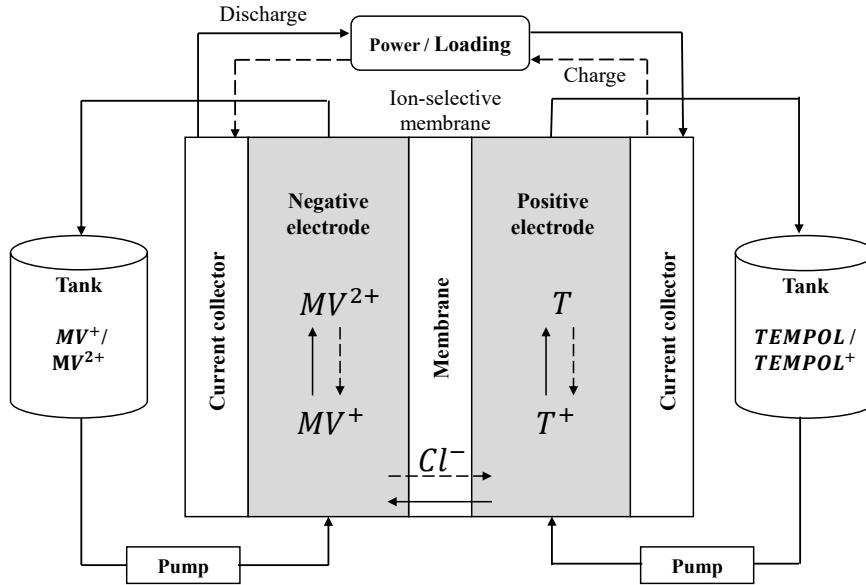 Discharge
Power / Loading
Charge
Ion-selective
membrane
Negative
electrode
Positive
electrode
Tank
MV⁺/
MV²⁺
Current collector
MV²⁺
MV⁺
Membrane
Cl⁻
T
T⁺
Current collector
Tank
TEMPOL /
TEMPOL⁺
Pump
Pump